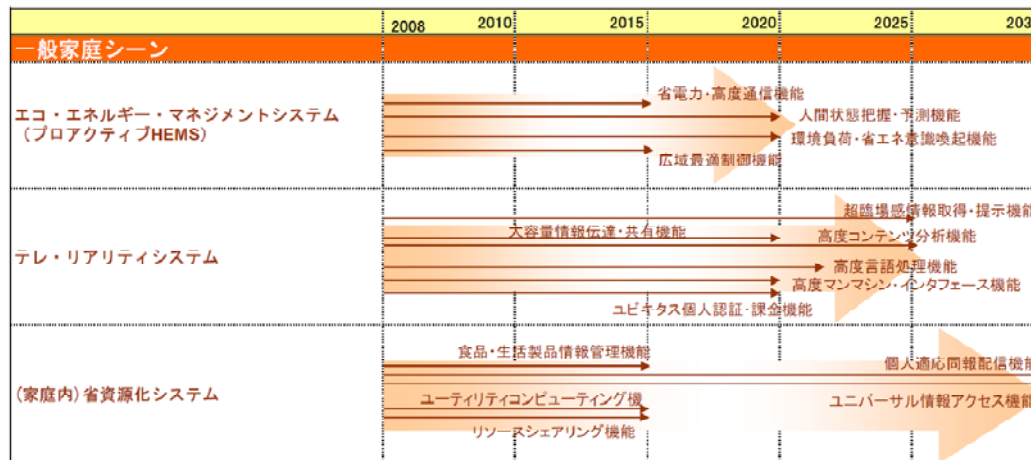 2008 2010 2015 2020 2025 203
一般家庭シーン
省電力・高度通信機能
エコ・エネルギー・マネジメントシステム
(プロアクティブHEMS)
人間状態把握・予測機能
環境負荷・省エネ意識喚起機能
広域最適制御機能
超臨場感情報取得・提示機能
大容量情報伝達・共有機能
高度コンテンツ分析機能
テレ・リアリティシステム
高度言語処理機能
高度マンマシン・インタフェース機能
ユビキタス個人認証・課金機能
食品・生活製品情報管理機能
個人適応同報配信機能
(家庭内)省資源化システム
ユーティリティコンピューティング機
ユニバーサル情報アクセス機能
リソースシェアリング機能